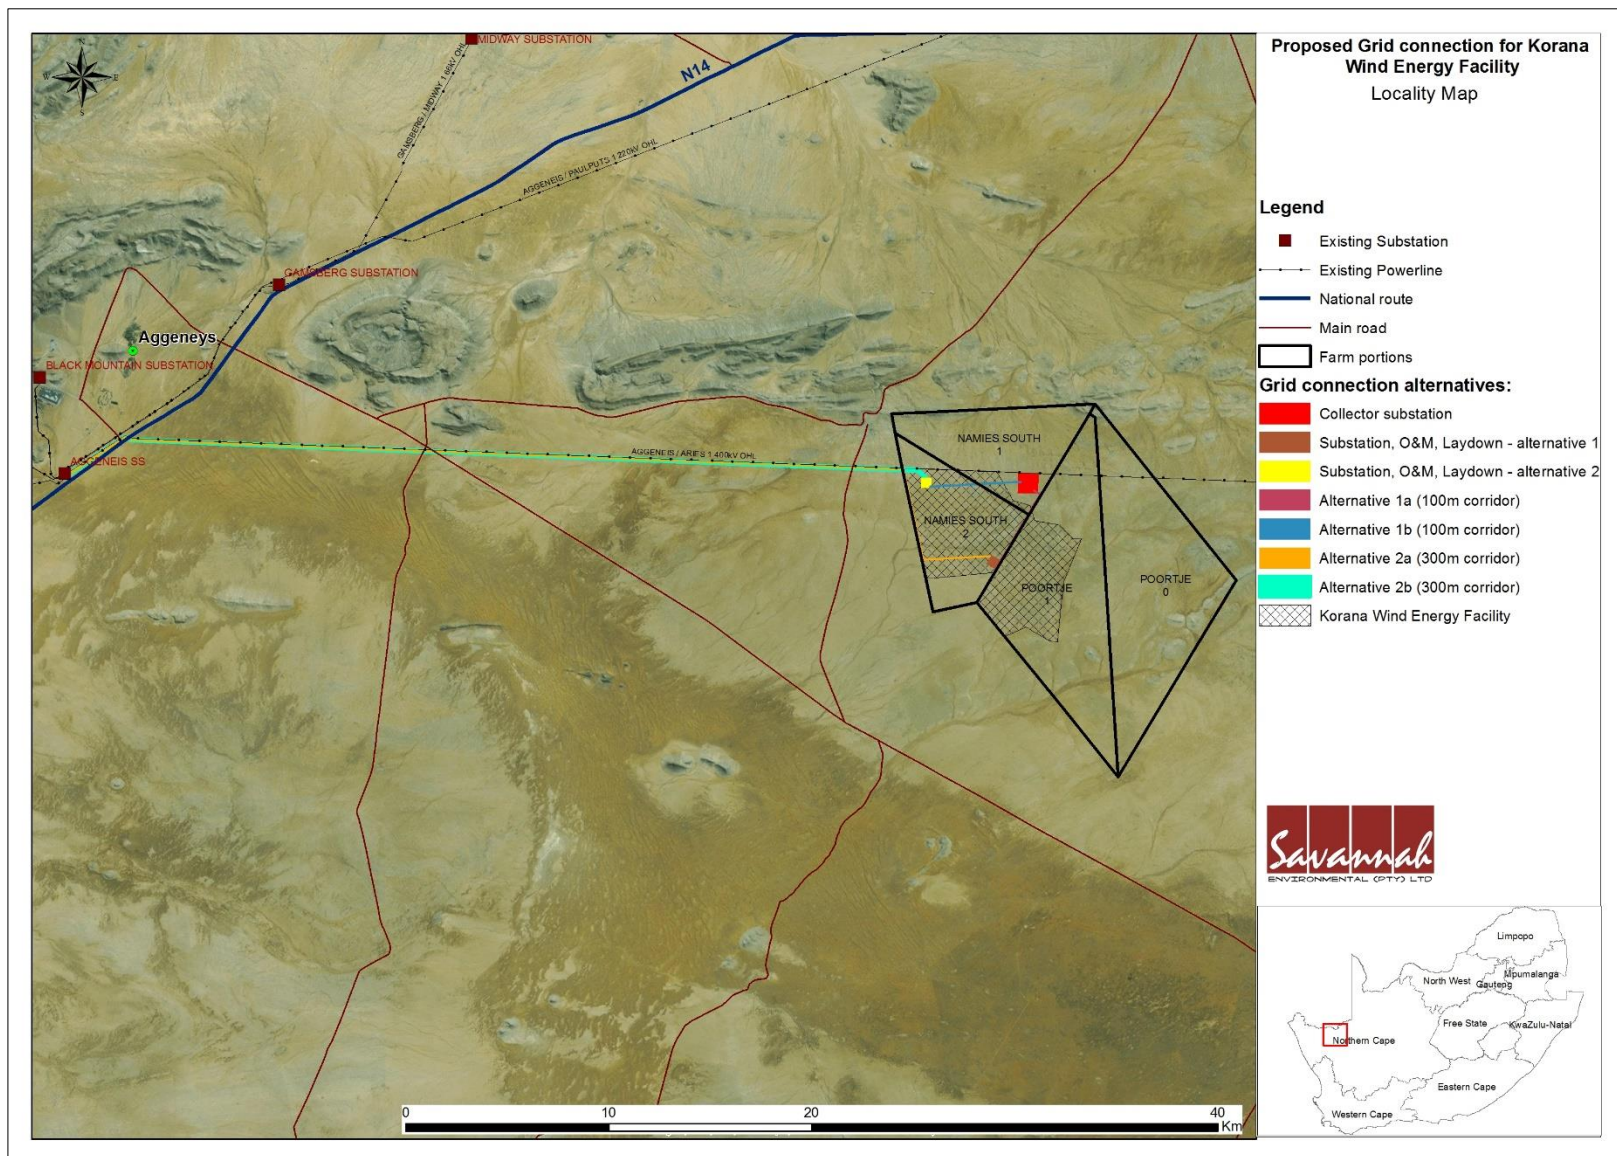 Proposed Grid connection for Korana
Wind Energy Facility
Locality Map
N
W
E
S
MIDWAY SUBSTATION
N14
GAMSBERG / MIDWAY 1 66kV OHL
AGGENEIS / PAULPUTS 1 220kV OHL
GAMSBERG SUBSTATION
Aggeneys
BLACK MOUNTAIN SUBSTATION
AGGENEIS SS
AGGENEIS / ARIES 1 400kV OHL
NAMIES SOUTH
1
NAMIES SOUTH
2
POORTJE
1
POORTJE
0
0
10
20
40
Km
Legend
Existing Substation
Existing Powerline
National route
Main road
Farm portions
Grid connection alternatives:
Collector substation
Substation, O&M, Laydown - alternative 1
Substation, O&M, Laydown - alternative 2
Alternative 1a (100m corridor)
Alternative 1b (100m corridor)
Alternative 2a (300m corridor)
Alternative 2b (300m corridor)
Korana Wind Energy Facility
Savannah
ENVIRONMENTAL (PTY) LTD
Limpopo
Mpumalanga
North West
Gauteng
Free State
KwaZulu-Natal
Northern Cape
Eastern Cape
Western Cape